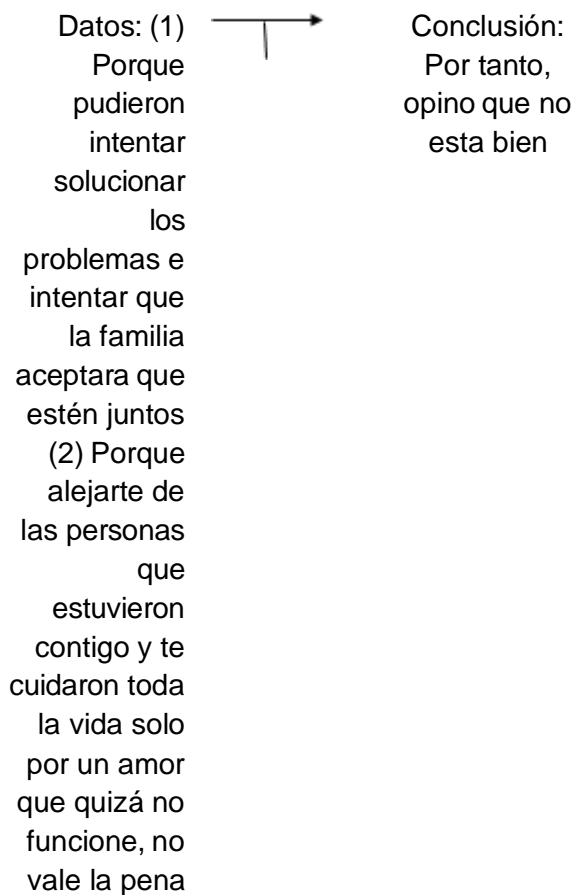 Datos: (1)
Porque
pudieron
intentar
solucionar
los
problemas e
intentar que
la familia
aceptara que
estén juntos
(2) Porque
alejarte de
las personas
que
estuvieron
contigo y te
cuidaron toda
la vida solo
por un amor
que quizá no
funcione, no
vale la pena
Conclusión:
Por tanto,
opino que no
esta bien